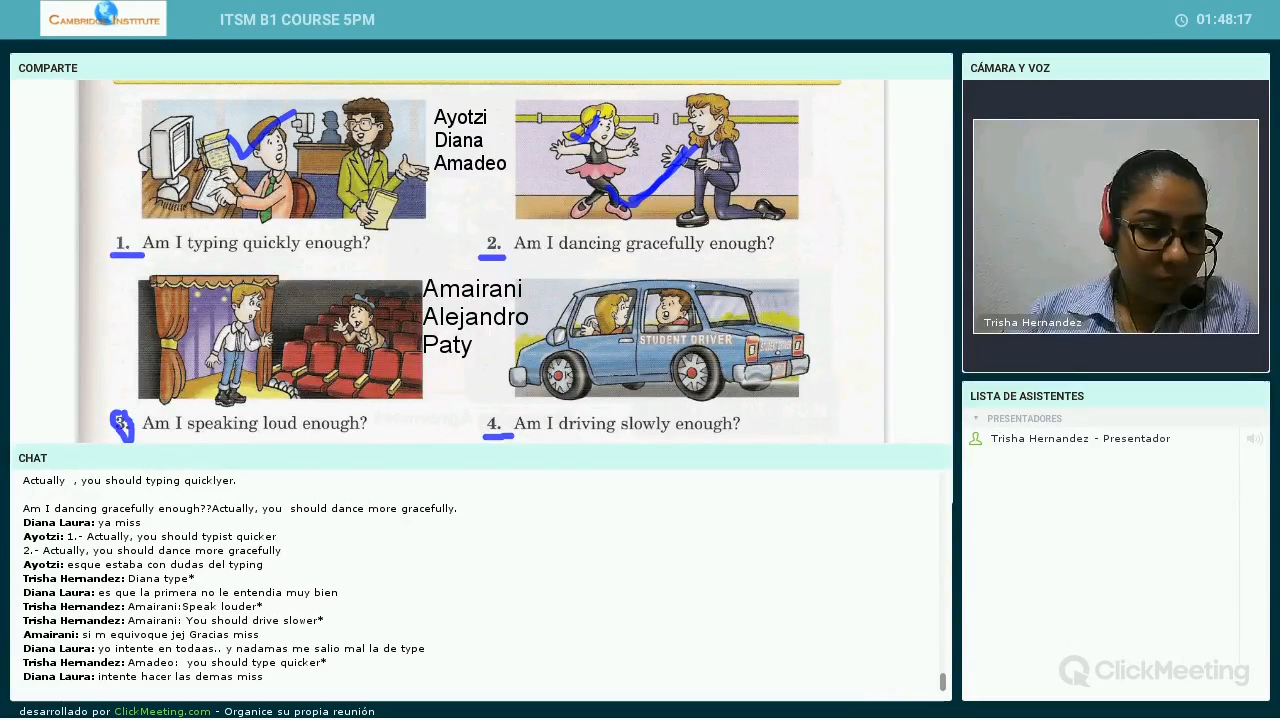 CAMBRIDGE INSTITUTE
ITSM B1 COURSE 5PM
01:48:17
COMPARTE
Ayotzi
Diana
Amadeo
1. Am I typing quickly enough?
2. Am I dancing gracefully enough?
Amairani
Alejandro
Paty
STUDENT DRIVER
STUDENT DRIVER
3. Am I speaking loud enough?
4. Am I driving slowly enough?
CHAT
Actually , you should typing quicklyer.
Am I dancing gracefully enough??Actually, you should dance more gracefully.
Diana Laura: ya miss
Ayotzi: 1.- Actually, you should typist quicker
2.- Actually, you should dance more gracefully
Ayotzi: esque estaba con dudas del typing
Trisha Hernandez: Diana type*
Diana Laura: es que la primera no le entendia muy bien
Trisha Hernandez: Amairani:Speak louder*
Trisha Hernandez: Amairani: You should drive slower*
Amairani: si m equivoque jej Gracias miss
Diana Laura: yo intente en todaas.. y nadamas me salio mal la de type
Trisha Hernandez: Amadeo: you should type quicker*
Diana Laura: intente hacer las demas miss
CÁMARA Y VOZ
Trisha Hernandez
LISTA DE ASISTENTES
PRESENTADORES
Trisha Hernandez - Presentador
ClickMeeting
desarrollado por ClickMeeting.com - Organice su propia reunión